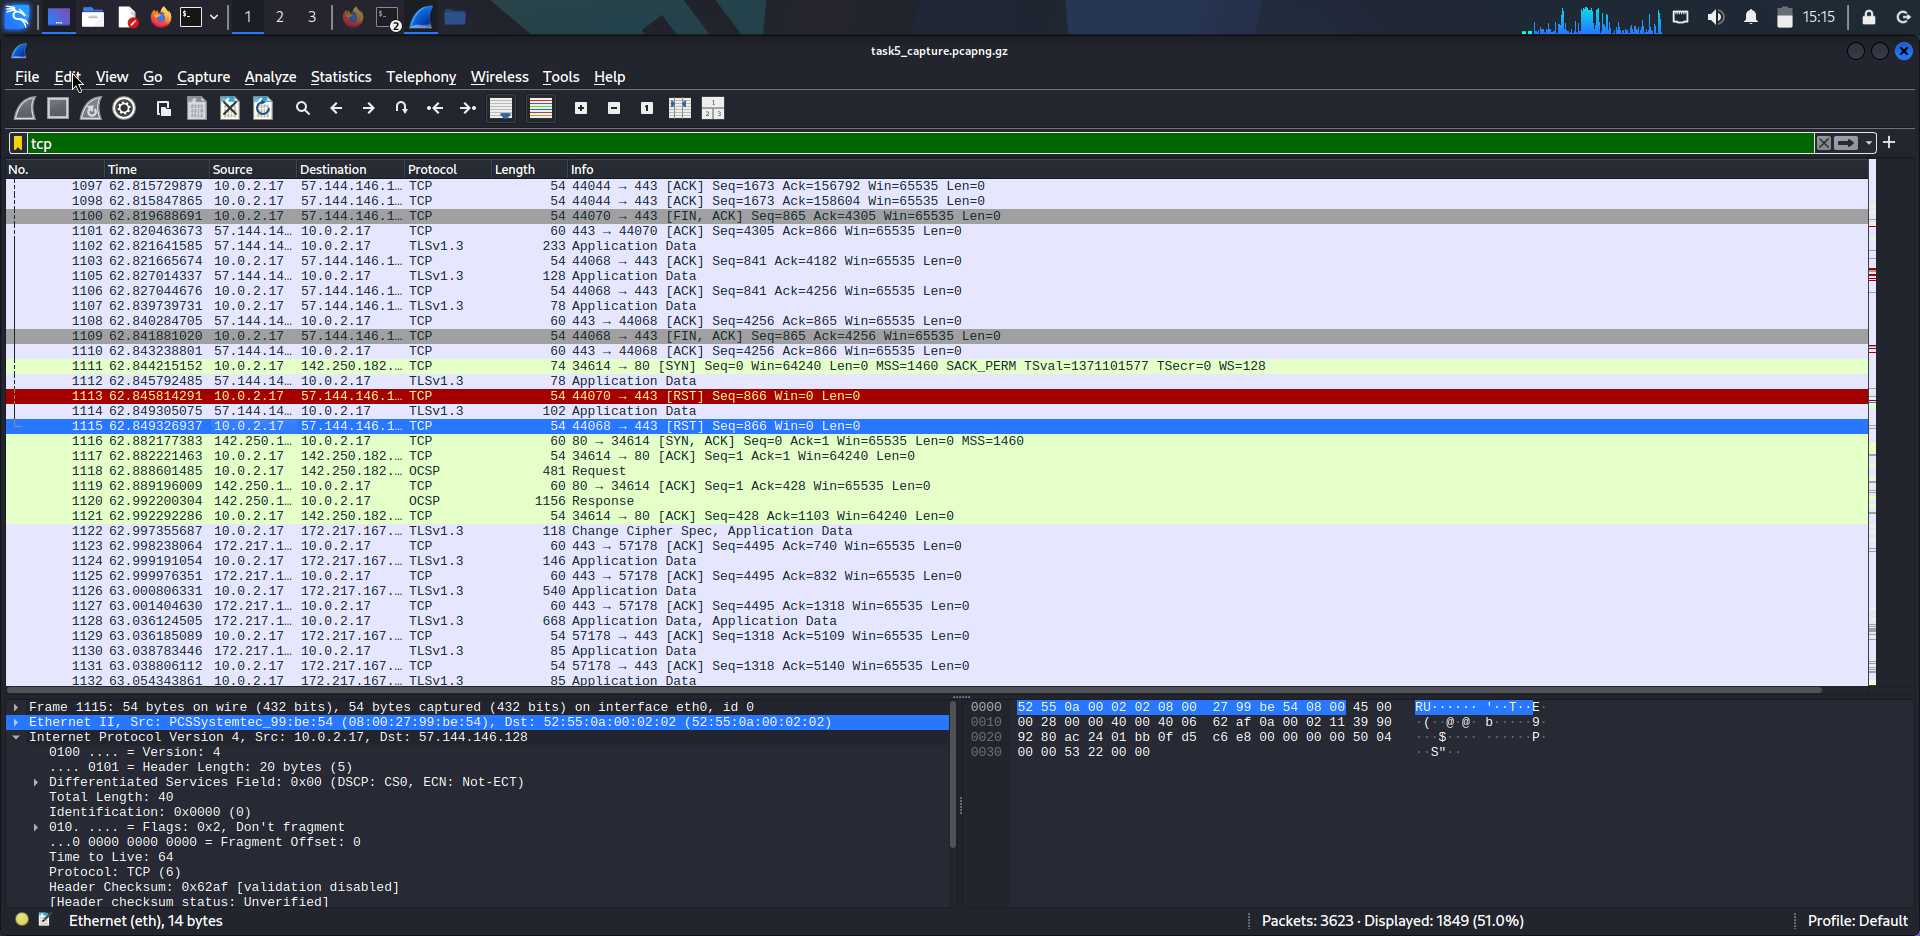 1 2 3 2 15:15
task5_capture.pcapng.gz
File Edit View Go Capture Analyze Statistics Telephony Wireless Tools Help
tcp
No. Time Source Destination Protocol Length Info
1097 62.815729879 10.0.2.17 57.144.146.1… TCP 54 44044 → 443 [ACK] Seq=1673 Ack=156792 Win=65535 Len=0
1098 62.815847865 10.0.2.17 57.144.146.1… TCP 54 44044 → 443 [ACK] Seq=1673 Ack=158604 Win=65535 Len=0
1100 62.819688691 10.0.2.17 57.144.146.1… TCP 54 44070 → 443 [FIN, ACK] Seq=865 Ack=4305 Win=65535 Len=0
1101 62.820463673 57.144.14… 10.0.2.17 TCP 60 443 → 44070 [ACK] Seq=4305 Ack=866 Win=65535 Len=0
1102 62.821641585 57.144.14… 10.0.2.17 TLSv1.3 233 Application Data
1103 62.821665674 10.0.2.17 57.144.146.1… TCP 54 44068 → 443 [ACK] Seq=841 Ack=4182 Win=65535 Len=0
1105 62.827014337 57.144.14… 10.0.2.17 TLSv1.3 128 Application Data
1106 62.827044676 10.0.2.17 57.144.146.1… TCP 54 44068 → 443 [ACK] Seq=841 Ack=4256 Win=65535 Len=0
1107 62.839739731 10.0.2.17 57.144.146.1… TLSv1.3 78 Application Data
1108 62.840284705 57.144.14… 10.0.2.17 TCP 60 443 → 44068 [ACK] Seq=4256 Ack=865 Win=65535 Len=0
1109 62.841881020 10.0.2.17 57.144.146.1… TCP 54 44068 → 443 [FIN, ACK] Seq=865 Ack=4256 Win=65535 Len=0
1110 62.843238801 57.144.14… 10.0.2.17 TCP 60 443 → 44068 [ACK] Seq=4256 Ack=866 Win=65535 Len=0
1111 62.844215152 10.0.2.17 142.250.182.… TCP 74 34614 → 80 [SYN] Seq=0 Win=64240 Len=0 MSS=1460 SACK_PERM TSval=1371101577 TSecr=0 WS=128
1112 62.845792485 57.144.14… 10.0.2.17 TLSv1.3 78 Application Data
1113 62.845814291 10.0.2.17 57.144.146.1… TCP 54 44070 → 443 [RST] Seq=866 Win=0 Len=0
1114 62.849305075 57.144.14… 10.0.2.17 TLSv1.3 102 Application Data
1115 62.849326937 10.0.2.17 57.144.146.1… TCP 54 44068 → 443 [RST] Seq=866 Win=0 Len=0
1116 62.882177383 142.250.1… 10.0.2.17 TCP 60 80 → 34614 [SYN, ACK] Seq=0 Ack=1 Win=65535 Len=0 MSS=1460
1117 62.882221463 10.0.2.17 142.250.182.… TCP 54 34614 → 80 [ACK] Seq=1 Ack=1 Win=64240 Len=0
1118 62.888601485 10.0.2.17 142.250.182.… OCSP 481 Request
1119 62.889196009 142.250.1… 10.0.2.17 TCP 60 80 → 34614 [ACK] Seq=1 Ack=428 Win=65535 Len=0
1120 62.992200304 142.250.1… 10.0.2.17 OCSP 1156 Response
1121 62.992292286 10.0.2.17 142.250.182.… TCP 54 34614 → 80 [ACK] Seq=428 Ack=1103 Win=64240 Len=0
1122 62.997355687 10.0.2.17 172.217.167.… TLSv1.3 118 Change Cipher Spec, Application Data
1123 62.998238064 172.217.1… 10.0.2.17 TCP 60 443 → 57178 [ACK] Seq=4495 Ack=740 Win=65535 Len=0
1124 62.999191054 10.0.2.17 172.217.167.… TLSv1.3 146 Application Data
1125 62.999976351 172.217.1… 10.0.2.17 TCP 60 443 → 57178 [ACK] Seq=4495 Ack=832 Win=65535 Len=0
1126 63.000806331 10.0.2.17 172.217.167.… TLSv1.3 540 Application Data
1127 63.001404630 172.217.1… 10.0.2.17 TCP 60 443 → 57178 [ACK] Seq=4495 Ack=1318 Win=65535 Len=0
1128 63.036124505 172.217.1… 10.0.2.17 TLSv1.3 668 Application Data, Application Data
1129 63.036185089 10.0.2.17 172.217.167.… TCP 54 57178 → 443 [ACK] Seq=1318 Ack=5109 Win=65535 Len=0
1130 63.038783446 172.217.1… 10.0.2.17 TLSv1.3 85 Application Data
1131 63.038806112 10.0.2.17 172.217.167.… TCP 54 57178 → 443 [ACK] Seq=1318 Ack=5140 Win=65535 Len=0
1132 63.054343861 10.0.2.17 172.217.167.… TLSv1.3 85 Application Data
Frame 1115: 54 bytes on wire (432 bits), 54 bytes captured (432 bits) on interface eth0, id 0
Ethernet II, Src: PCSSystemtec_99:be:54 (08:00:27:99:be:54), Dst: 52:55:0a:00:02:02 (52:55:0a:00:02:02)
Internet Protocol Version 4, Src: 10.0.2.17, Dst: 57.144.146.128
0100 .... = Version: 4
.... 0101 = Header Length: 20 bytes (5)
Differentiated Services Field: 0x00 (DSCP: CS0, ECN: Not-ECT)
Total Length: 40
Identification: 0x0000 (0)
010. .... = Flags: 0x2, Don't fragment
...0 0000 0000 0000 = Fragment Offset: 0
Time to Live: 64
Protocol: TCP (6)
Header Checksum: 0x62af [validation disabled]
[Header checksum status: Unverified]
0000 52 55 0a 00 02 02 08 00 27 99 be 54 08 00 45 00 RU······ '··T··E·
0010 00 28 00 00 40 00 40 06 62 af 0a 00 02 11 39 90 ·(··@·@· b·····9·
0020 92 80 ac 24 01 bb 0f d5 c6 e8 00 00 00 00 50 04 ···$···· ······P·
0030 00 00 53 22 00 00 ··S"··
Ethernet (eth), 14 bytes
Packets: 3623 · Displayed: 1849 (51.0%)
Profile: Default